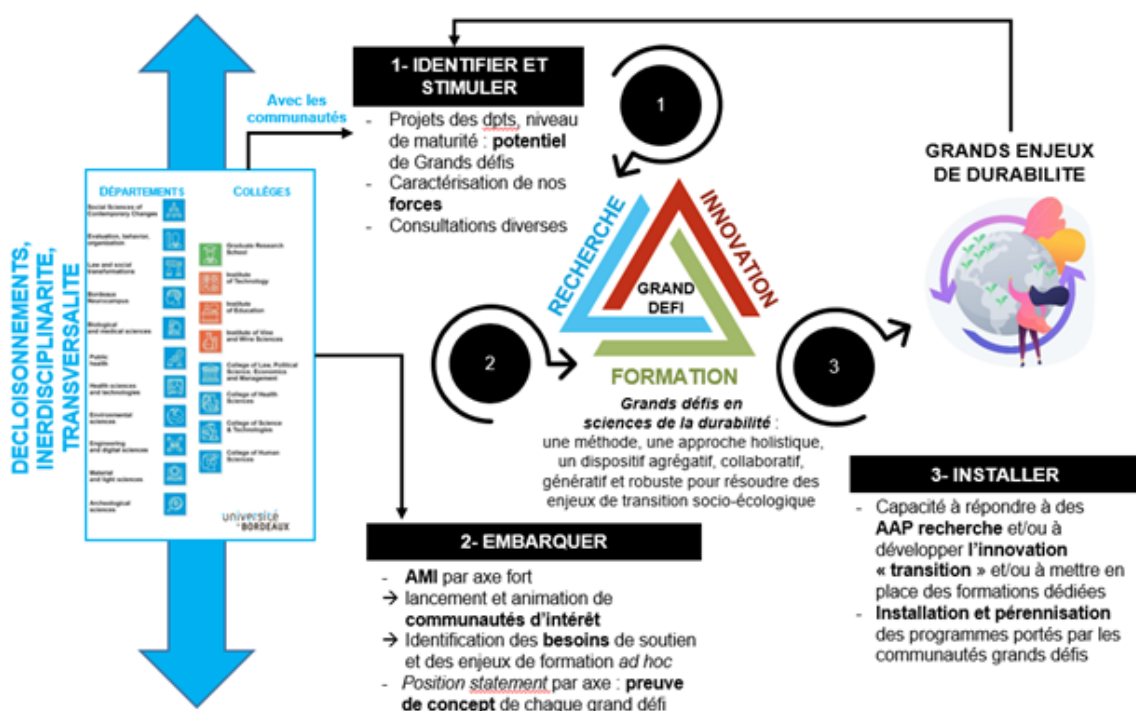 DECLOISONNEMENTS,
INERDISCIPLINARITE,
TRANSVERSALITE
Avec les
communautés
DÉPARTEMENTS
Social Sciences of
Contemporary Changes
Evaluation, behavior,
organization
Law and social
transformations
Bordeaux
Neurocampus
Biological
and medical sciences
Public
health
Health sciences
and technologies
Environmental
sciences
Engineering
and digital sciences
Material
and light sciences
Archeological
sciences
COLLÈGES
Graduate Research
School
Institute
of Technology
Institute
of Education
Institute of Vine
and Wine Sciences
College of Law, Political
Science, Economics
and Management
College of Health
Sciences
College of Science
& Technologies
College of Human
Sciences
université
de BORDEAUX
1- IDENTIFIER ET
STIMULER
- Projets des dpts, niveau
de maturité : potentiel
de Grands défis
- Caractérisation de nos
forces
- Consultations diverses
1
RECHERCHE
INNOVATION
GRAND
DEFI
FORMATION
2
3
Grands défis en
sciences de la durabilité :
une méthode, une approche holistique,
un dispositif agrégatif, collaboratif,
génératif et robuste pour résoudre des
enjeux de transition socio-écologique
GRANDS ENJEUX
DE DURABILITE
2- EMBARQUER
- AMI par axe fort
→ lancement et animation de
communautés d'intérêt
→ Identification des besoins de soutien
et des enjeux de formation ad hoc
- Position statement par axe : preuve
de concept de chaque grand défi
3- INSTALLER
- Capacité à répondre à des
AAP recherche et/ou à
développer l'innovation
« transition » et/ou à mettre en
place des formations dédiées
- Installation et pérennisation
des programmes portés par les
communautés grands défis